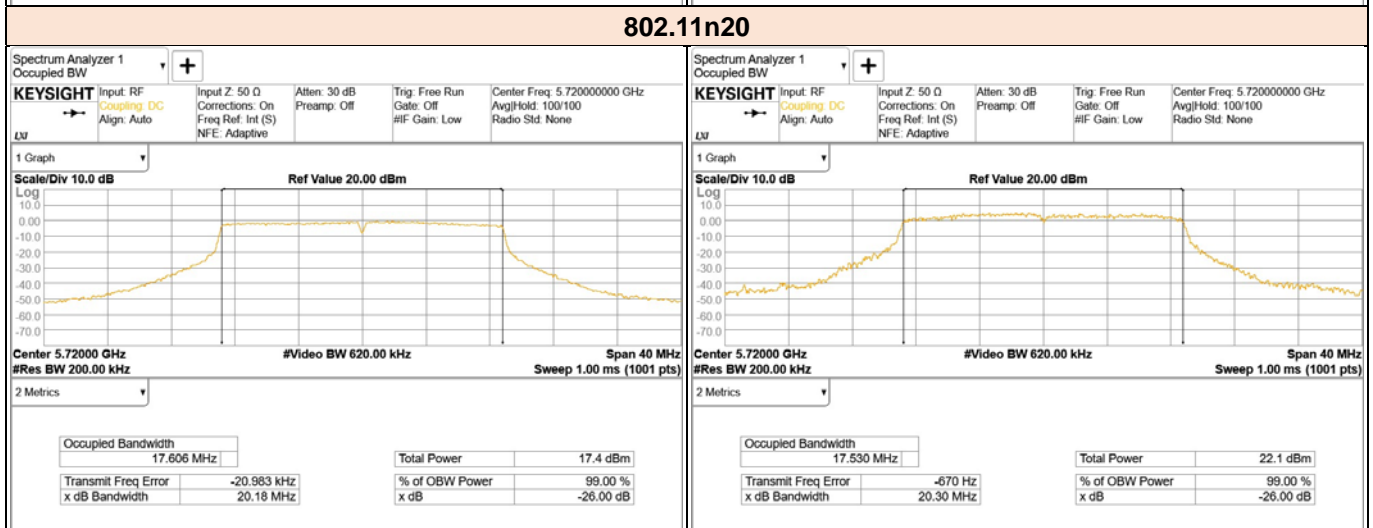 802.11n20
Spectrum Analyzer 1
Occupied BW
▼
+
KEYSIGHT
LXI
Input: RF
Coupling: DC
Align: Auto
Input Z: 50 Ω
Corrections: On
Freq Ref: Int (S)
NFE: Adaptive
Atten: 30 dB
Preamp: Off
Trig: Free Run
Gate: Off
#IF Gain: Low
Center Freq: 5.720000000 GHz
Avg|Hold: 100/100
Radio Std: None
1 Graph
▼
Scale/Div 10.0 dB
Ref Value 20.00 dBm
Log
10.0
0.00
-10.0
-20.0
-30.0
-40.0
-50.0
-60.0
-70.0
Center 5.72000 GHz
#Video BW 620.00 kHz
Span 40 MHz
#Res BW 200.00 kHz
Sweep 1.00 ms (1001 pts)
2 Metrics
▼
Occupied Bandwidth
17.606 MHz
Total Power 17.4 dBm
Transmit Freq Error -20.983 kHz
% of OBW Power 99.00 %
x dB Bandwidth 20.18 MHz
x dB -26.00 dB
Spectrum Analyzer 1
Occupied BW
▼
+
KEYSIGHT
LXI
Input: RF
Coupling: DC
Align: Auto
Input Z: 50 Ω
Corrections: On
Freq Ref: Int (S)
NFE: Adaptive
Atten: 30 dB
Preamp: Off
Trig: Free Run
Gate: Off
#IF Gain: Low
Center Freq: 5.720000000 GHz
Avg|Hold: 100/100
Radio Std: None
1 Graph
▼
Scale/Div 10.0 dB
Ref Value 20.00 dBm
Log
10.0
0.00
-10.0
-20.0
-30.0
-40.0
-50.0
-60.0
-70.0
Center 5.72000 GHz
#Video BW 620.00 kHz
Span 40 MHz
#Res BW 200.00 kHz
Sweep 1.00 ms (1001 pts)
2 Metrics
▼
Occupied Bandwidth
17.530 MHz
Total Power 22.1 dBm
Transmit Freq Error -670 Hz
% of OBW Power 99.00 %
x dB Bandwidth 20.30 MHz
x dB -26.00 dB